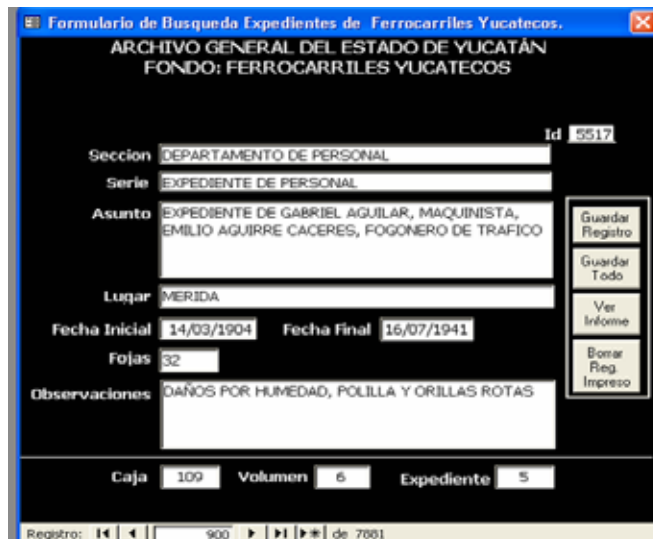 Formulario de Busqueda Expedientes de Ferrocarriles Yucatecos.
ARCHIVO GENERAL DEL ESTADO DE YUCATÁN
FONDO: FERROCARRILES YUCATECOS
Id 5517
Seccion DEPARTAMENTO DE PERSONAL
Serie EXPEDIENTE DE PERSONAL
Asunto EXPEDIENTE DE GABRIEL AGUILAR, MAQUINISTA,
EMILIO AGUIRRE CACERES, FOGONERO DE TRAFICO
Guardar
Registro
Guardar
Todo
Lugar MERIDA
Ver
Informe
Fecha Inicial 14/03/1904 Fecha Final 16/07/1941
Fojas 32
Borrar
Reg.
Impreso
Observaciones DAÑOS POR HUMEDAD, POLILLA Y ORILLAS ROTAS
Caja 109 Volumen 6 Expediente 5
Registro: 900 de 7881